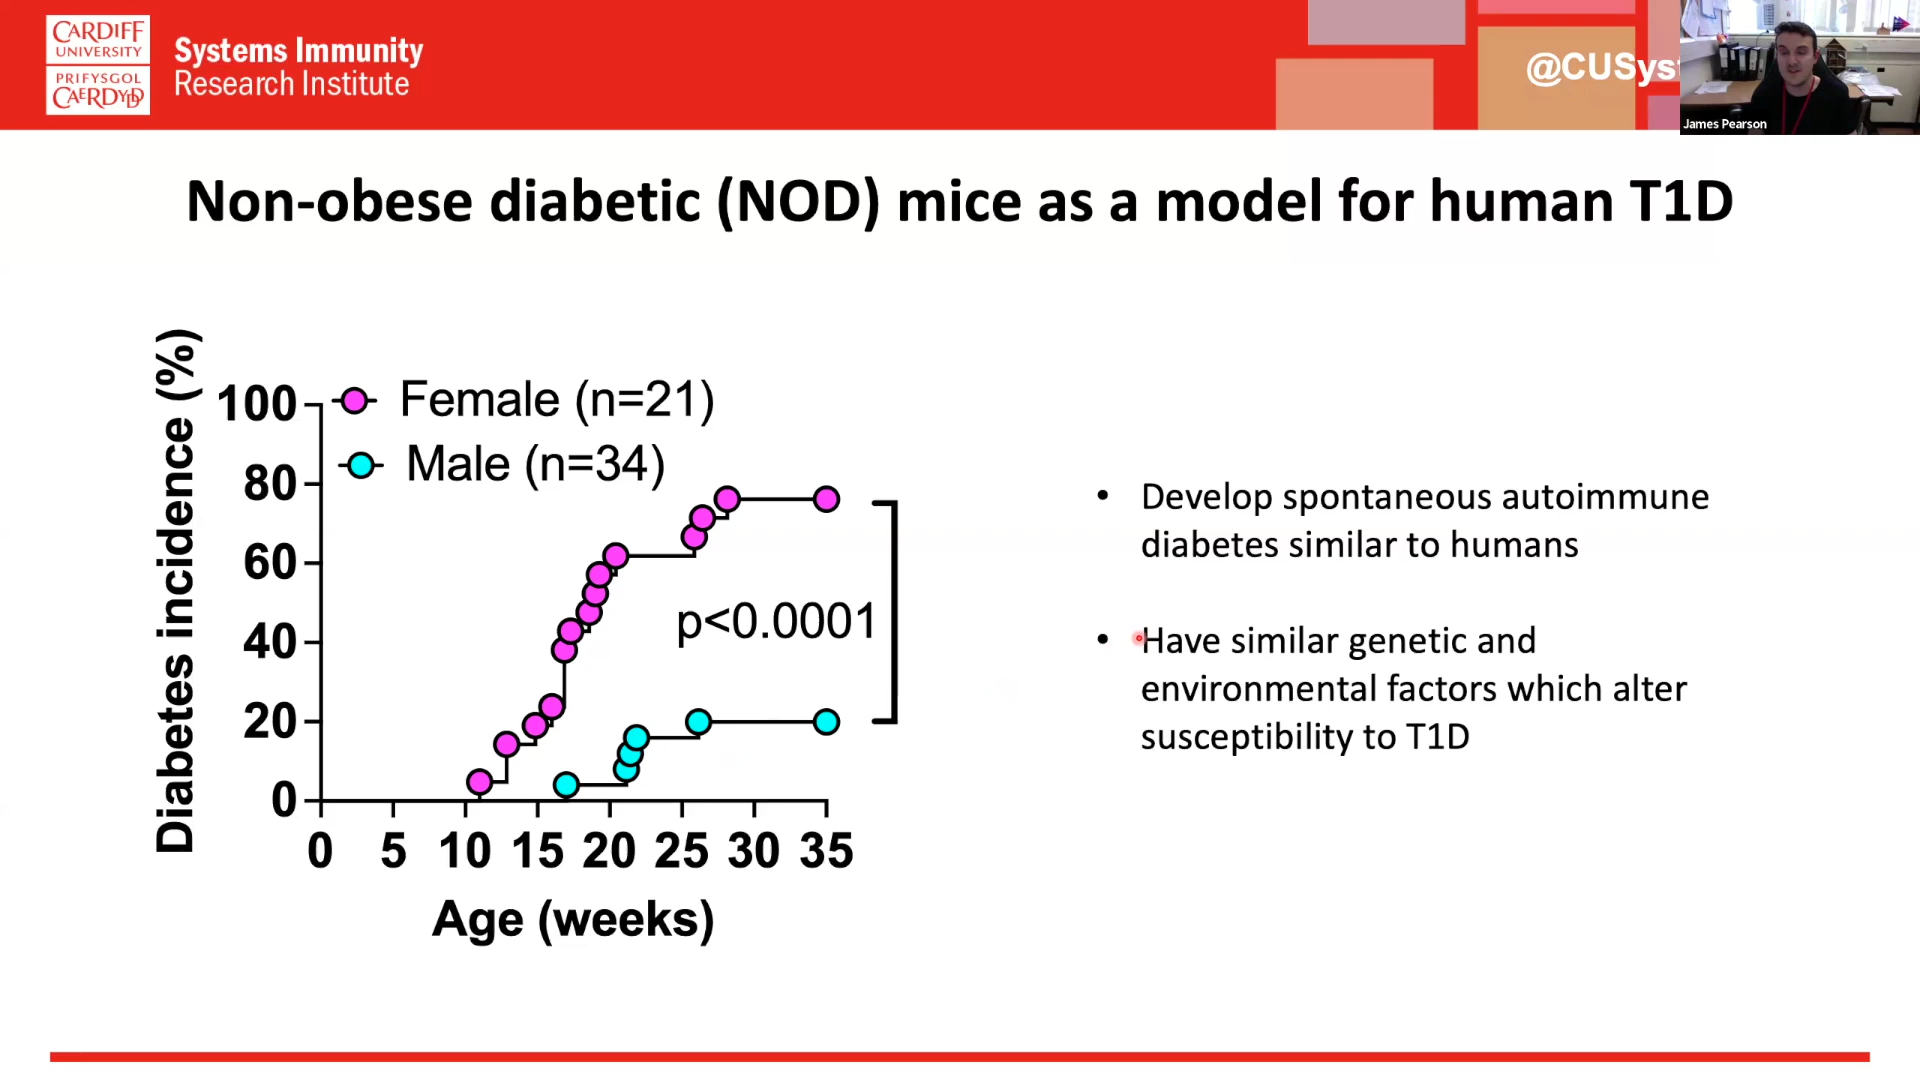 CARDIFF
UNIVERSITY
PRIFYSGOL
CAERDYDD
Systems Immunity
Research Institute
@CUSys
James Pearson
Non-obese diabetic (NOD) mice as a model for human T1D
Diabetes incidence (%)
100
80
60
40
20
0
Female (n=21)
Male (n=34)
p<0.0001
0 5 10 15 20 25 30 35
Age (weeks)
• Develop spontaneous autoimmune
diabetes similar to humans
• Have similar genetic and
environmental factors which alter
susceptibility to T1D